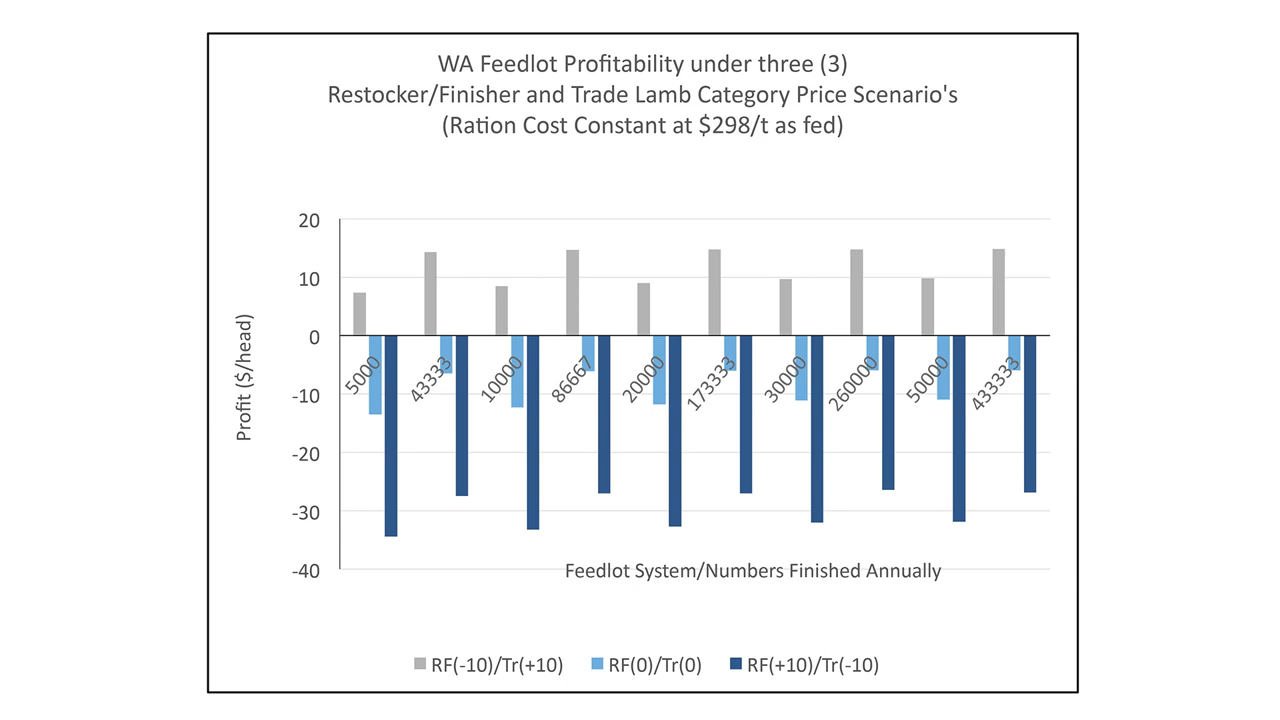 WA Feedlot Profitability under three (3)
Restocker/Finisher and Trade Lamb Category Price Scenario's
(Ration Cost Constant at $298/t as fed)
20
10
0
-10
-20
-30
-40
Profit ($/head)
5000
43333
10000
86667
20000
173333
30000
260000
50000
433333
Feedlot System/Numbers Finished Annually
RF(-10)/Tr(+10)
RF(0)/Tr(0)
RF(+10)/Tr(-10)